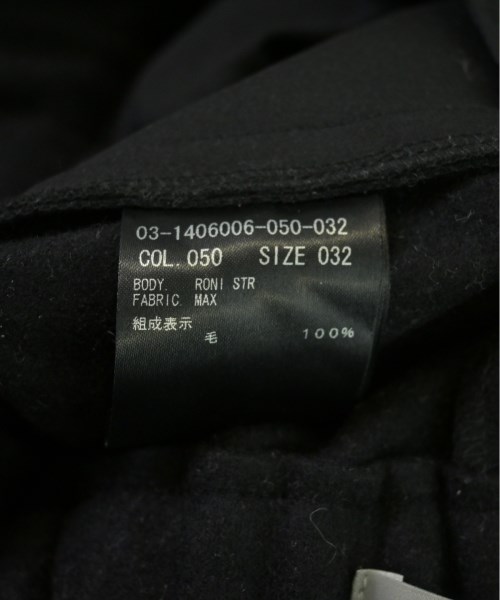 03-1406006-050-032
COL. 050 SIZE 032
BODY. RONI STR
FABRIC. MAX
組成表示
毛 100%